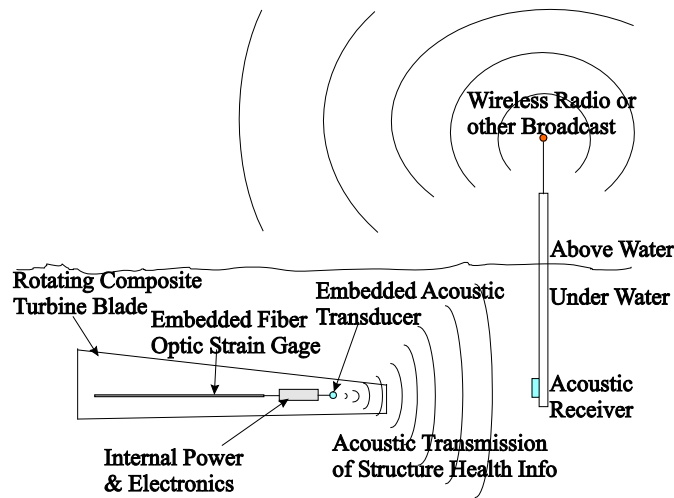 Wireless Radio or
other Broadcast
Above Water
Under Water
Rotating Composite
Turbine Blade
Embedded Acoustic
Transducer
Embedded Fiber
Optic Strain Gage
Acoustic
Receiver
Acoustic Transmission
of Structure Health Info
Internal Power
& Electronics